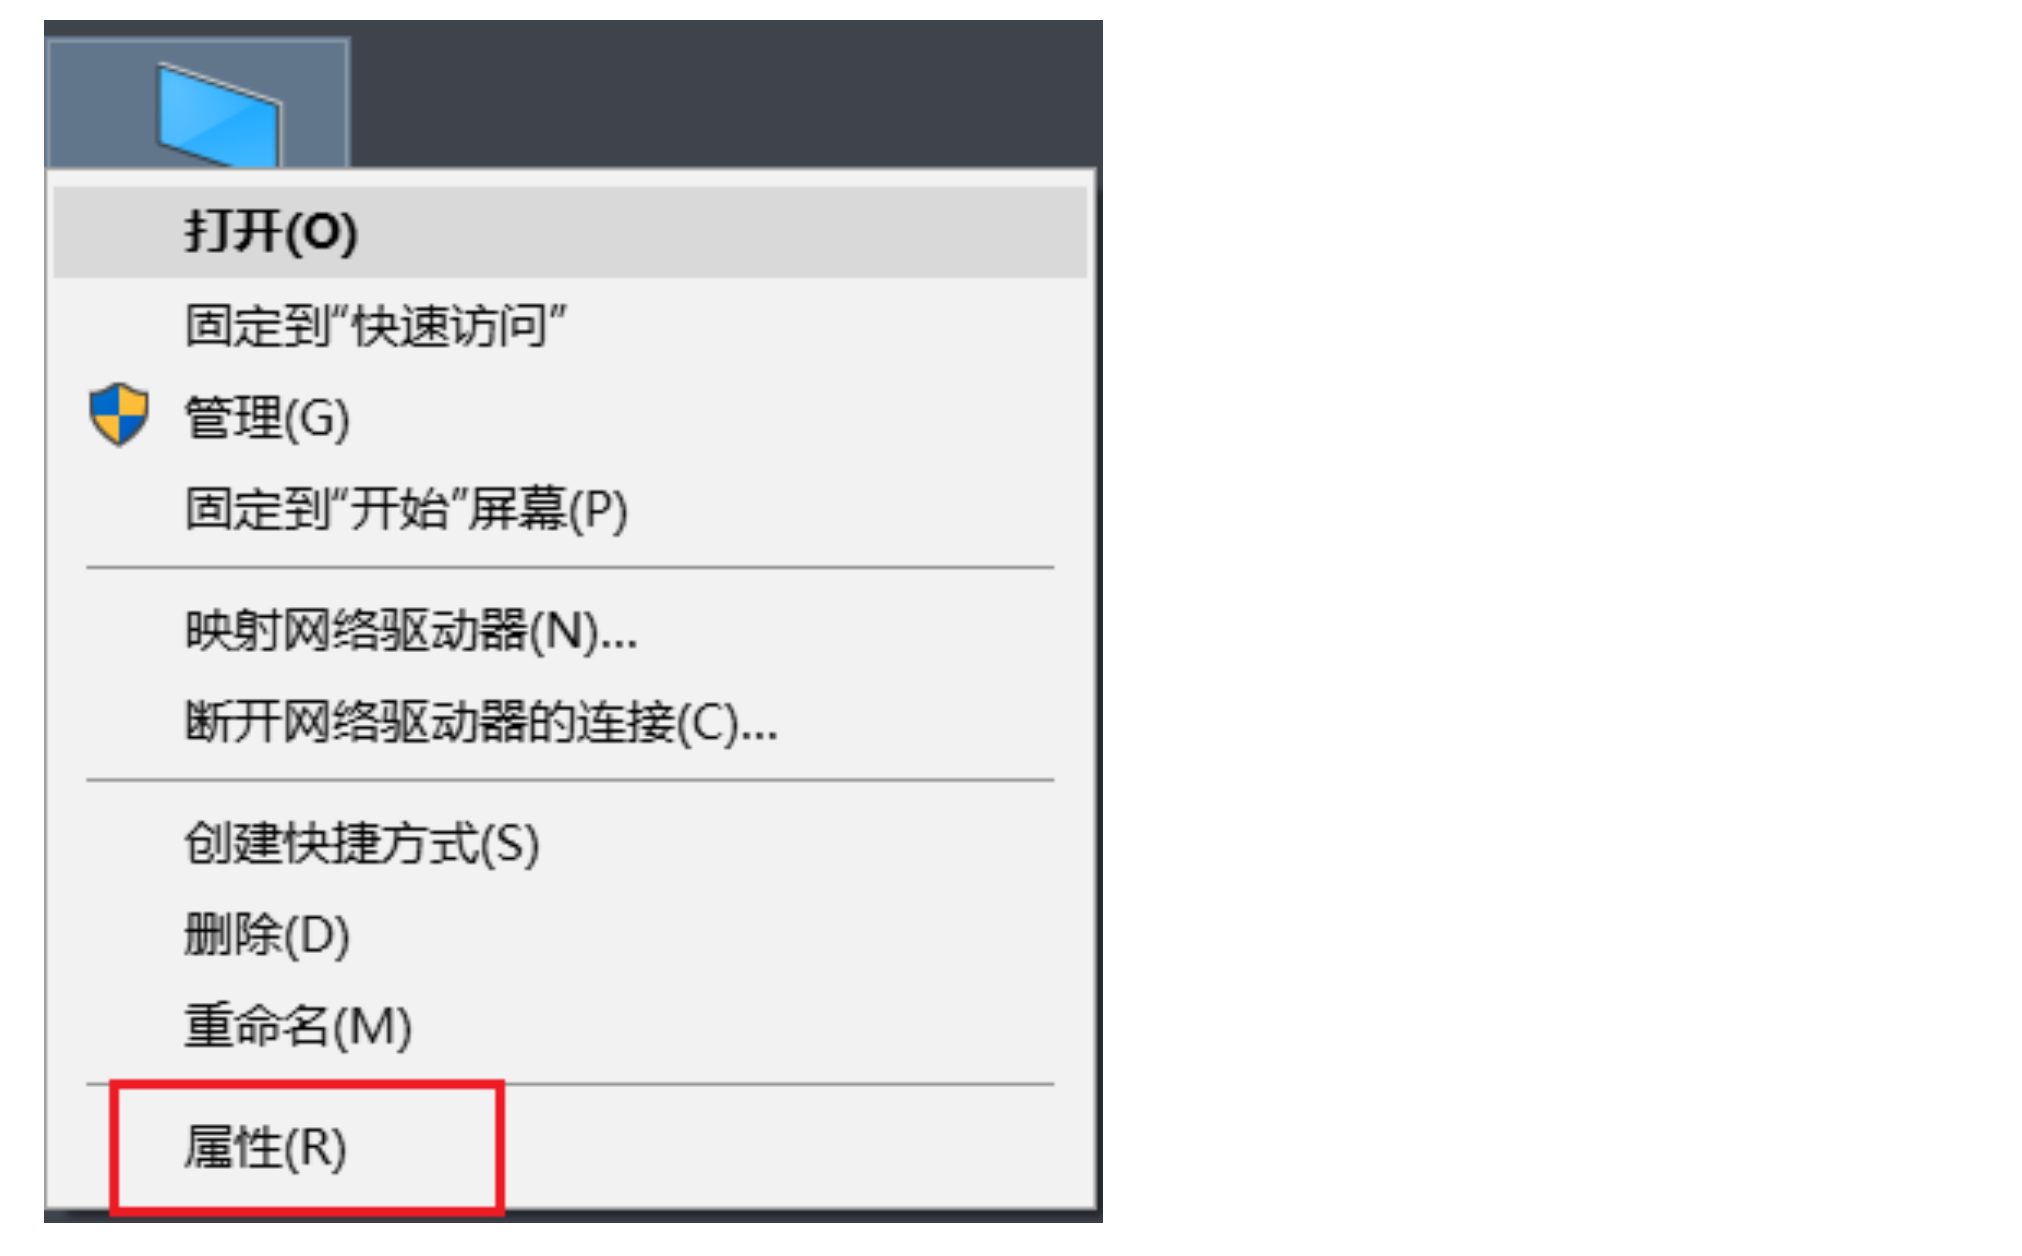 打开(O)
固定到"快速访问"
管理(G)
固定到"开始"屏幕(P)
映射网络驱动器(N)...
断开网络驱动器的连接(C)...
创建快捷方式(S)
删除(D)
重命名(M)
属性(R)